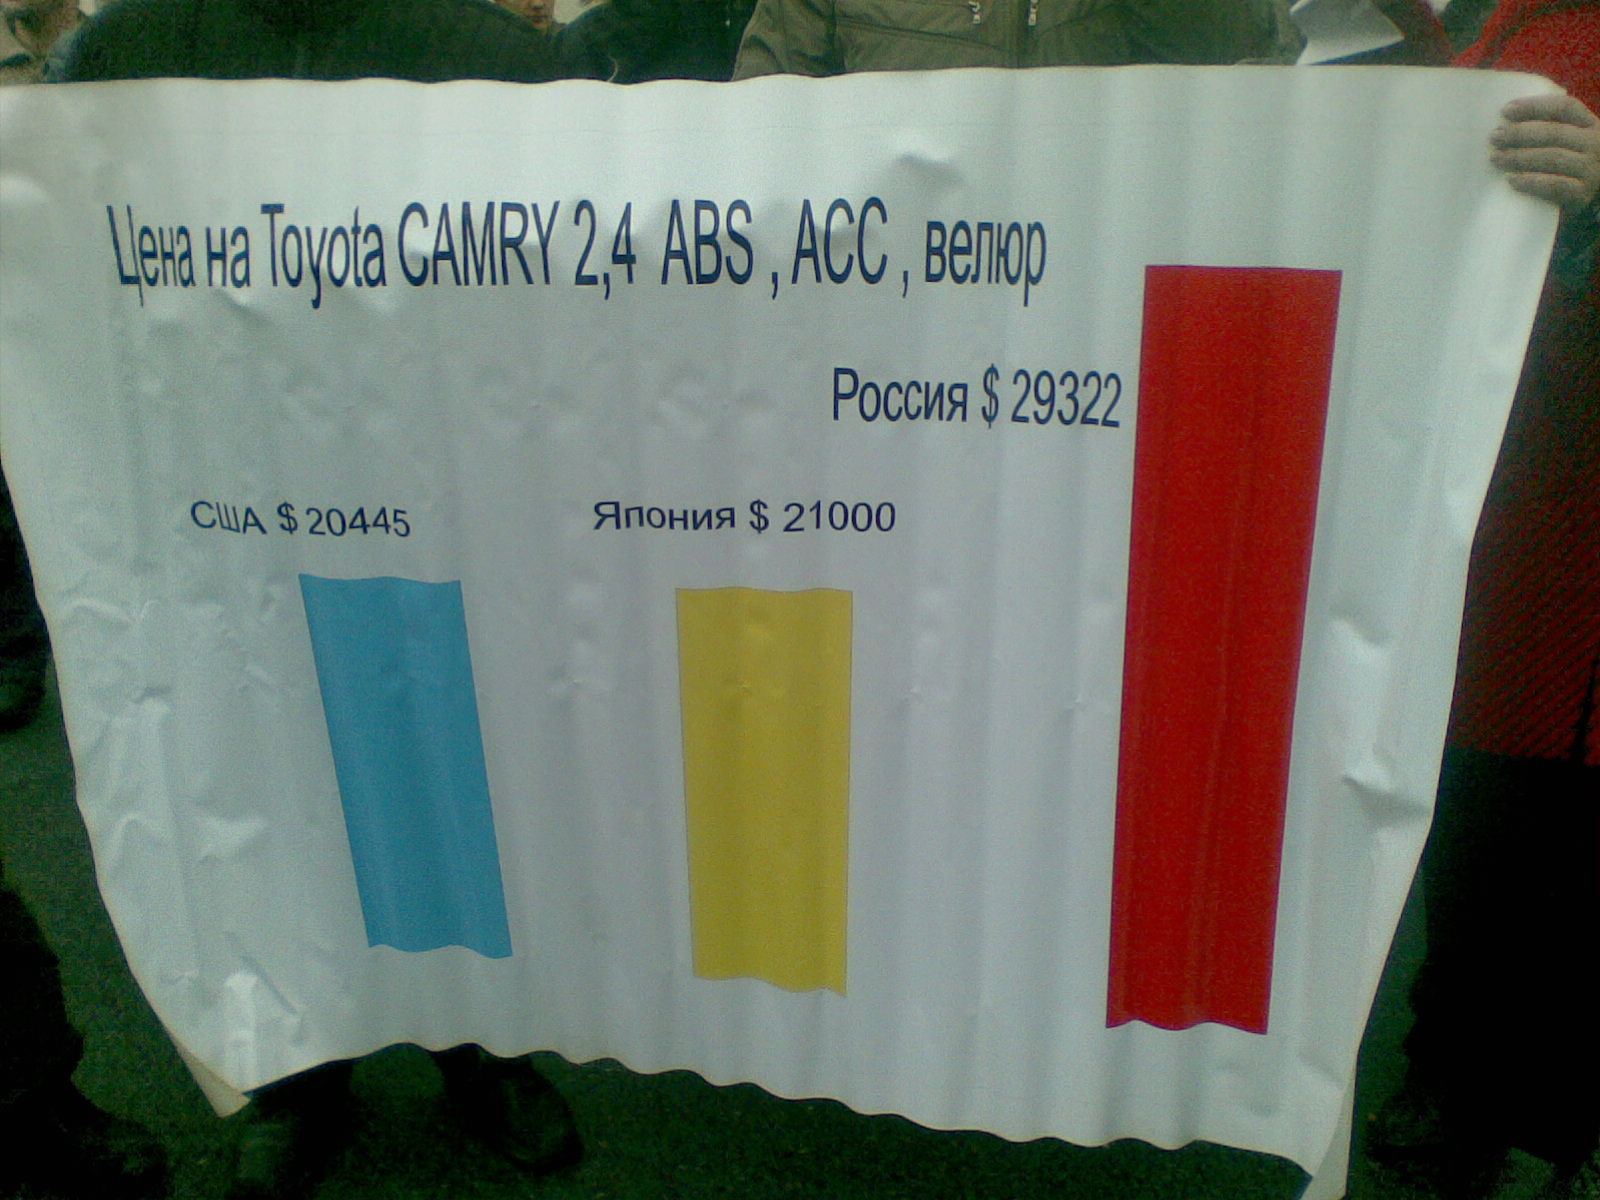 Цена на Toyota CAMRY 2,4 ABS , ACC , велюр
Россия $ 29322
США $ 20445
Япония $ 21000